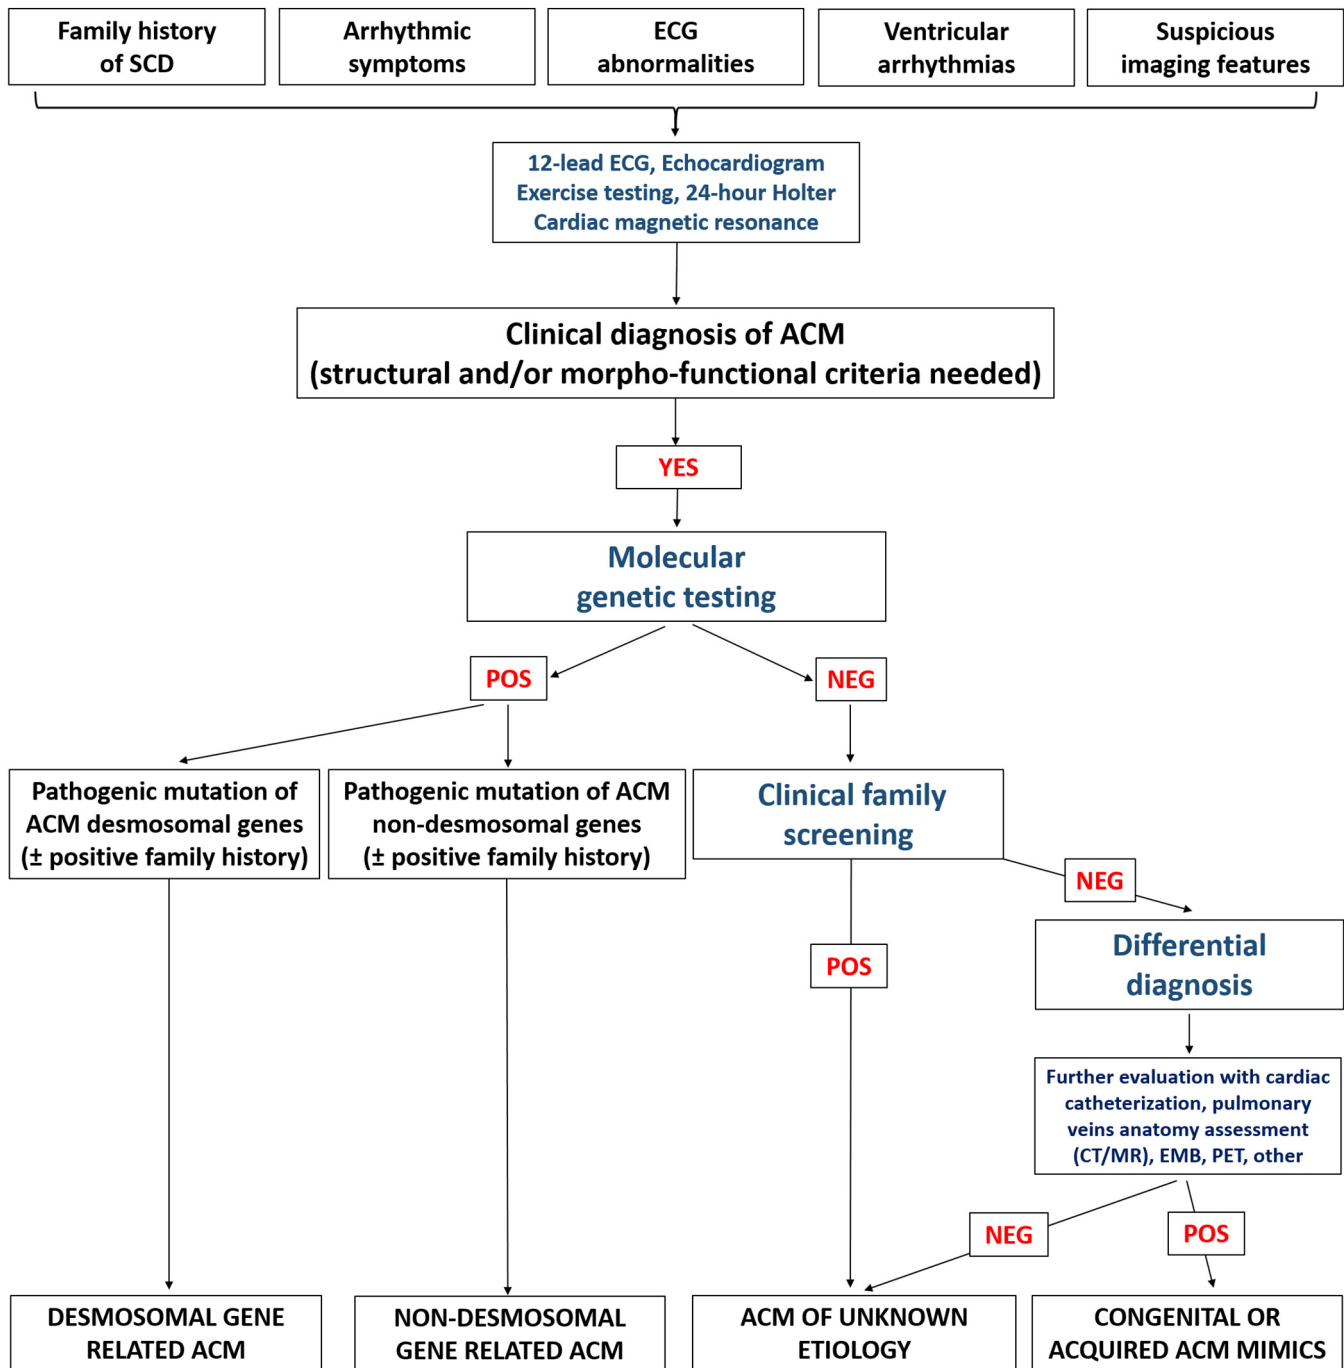 Family history
of SCD
Arrhythmic
symptoms
ECG
abnormalities
Ventricular
arrhythmias
Suspicious
imaging features
12-lead ECG, Echocardiogram
Exercise testing, 24-hour Holter
Cardiac magnetic resonance
Clinical diagnosis of ACM
(structural and/or morpho-functional criteria needed)
YES
Molecular
genetic testing
POS
NEG
Pathogenic mutation of
ACM desmosomal genes
(± positive family history)
Pathogenic mutation of ACM
non-desmosomal genes
(± positive family history)
Clinical family
screening
NEG
POS
Differential
diagnosis
Further evaluation with cardiac
catheterization, pulmonary
veins anatomy assessment
(CT/MR), EMB, PET, other
NEG
POS
DESMOSOMAL GENE
RELATED ACM
NON-DESMOSOMAL
GENE RELATED ACM
ACM OF UNKNOWN
ETIOLOGY
CONGENITAL OR
ACQUIRED ACM MIMICS